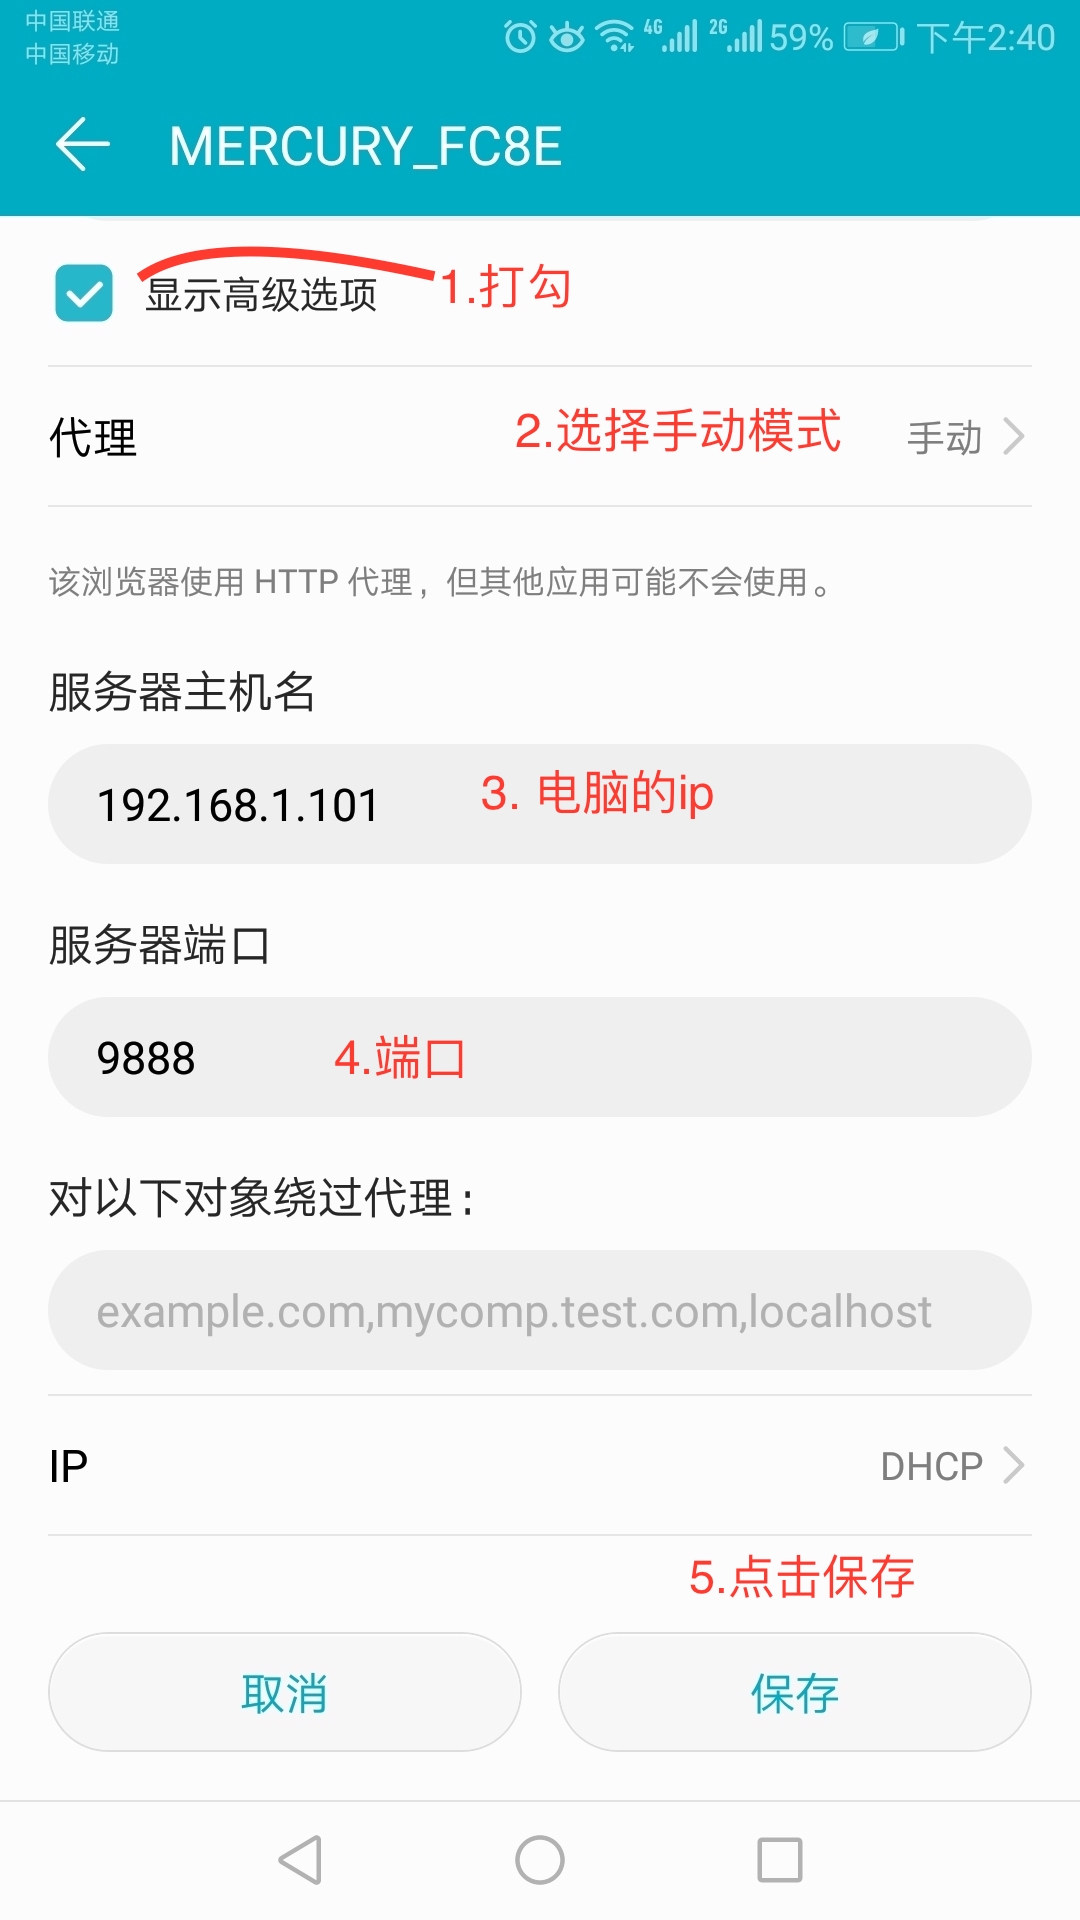 中国联通
中国移动
4G 2G 59% 下午2:40
MERCURY_FC8E
显示高级选项 1.打勾
代理 2.选择手动模式 手动
该浏览器使用 HTTP 代理，但其他应用可能不会使用。
服务器主机名
192.168.1.101 3. 电脑的ip
服务器端口
9888 4.端口
对以下对象绕过代理：
example.com,mycomp.test.com,localhost
IP DHCP
5.点击保存
取消 保存